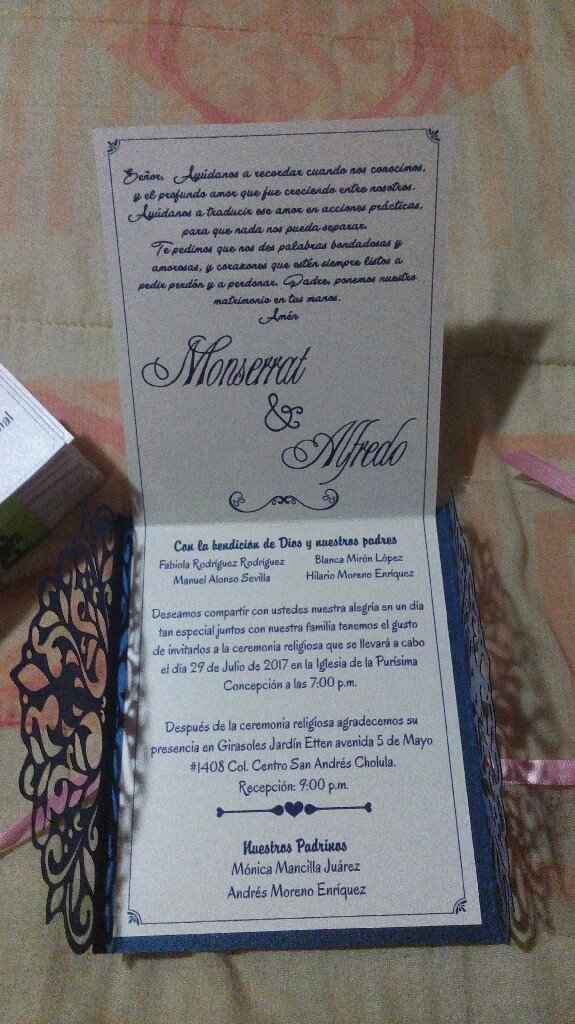 Señor, Ayúdanos a recordar cuando nos conocimos,
y el profundo amor que fue creciendo entre nosotros.
Ayúdanos a traducir ese amor en acciones prácticas,
para que nada nos pueda separar.
Te pedimos que nos des palabras bondadosas y
amorosas, y corazones que estén siempre listos a
pedir perdón y a perdonar. Padre, ponemos nuestro
matrimonio en tus manos.
Amén
Monserrat
&
Alfredo
Con la bendición de Dios y nuestros padres
Fabiola Rodríguez Rodríguez Blanca Mirón López
Manuel Alonso Sevilla Hilario Moreno Enríquez
Deseamos compartir con ustedes nuestra alegria en un día
tan especial juntos con nuestra familia tenemos el gusto
de invitarlos a la ceremonia religiosa que se llevará a cabo
el día 29 de Julio de 2017 en la Iglesia de la Purísima
Concepción a las 7:00 p.m.
Después de la ceremonia religiosa agradecemos su
presencia en Girasoles Jardín Etten avenida 5 de Mayo
#1408 Col. Centro San Andrés Cholula.
Recepción: 9:00 p.m.
Nuestros Padrinos
Mónica Mancilla Juárez
Andrés Moreno Enríquez